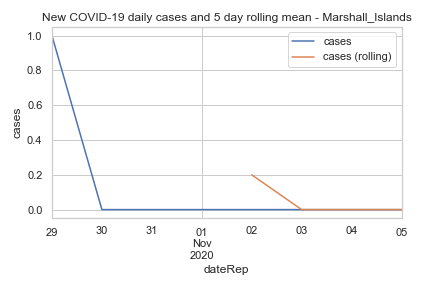 New COVID-19 daily cases and 5 day rolling mean - Marshall_Islands
cases
cases (rolling)
cases
1.0
0.8
0.6
0.4
0.2
0.0
29
30
31
01
02
03
04
05
Nov
2020
dateRep